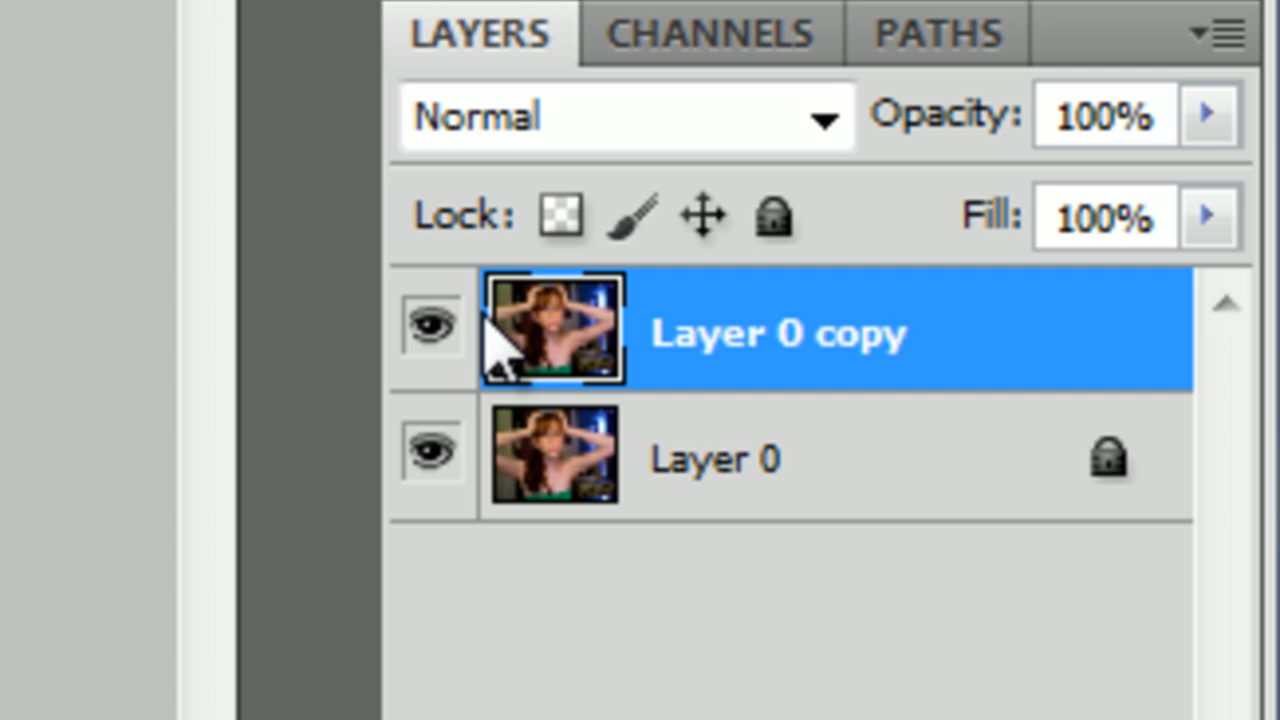 LAYERS CHANNELS PATHS
Normal Opacity: 100%
Lock: Fill: 100%
Layer 0 copy
Layer 0